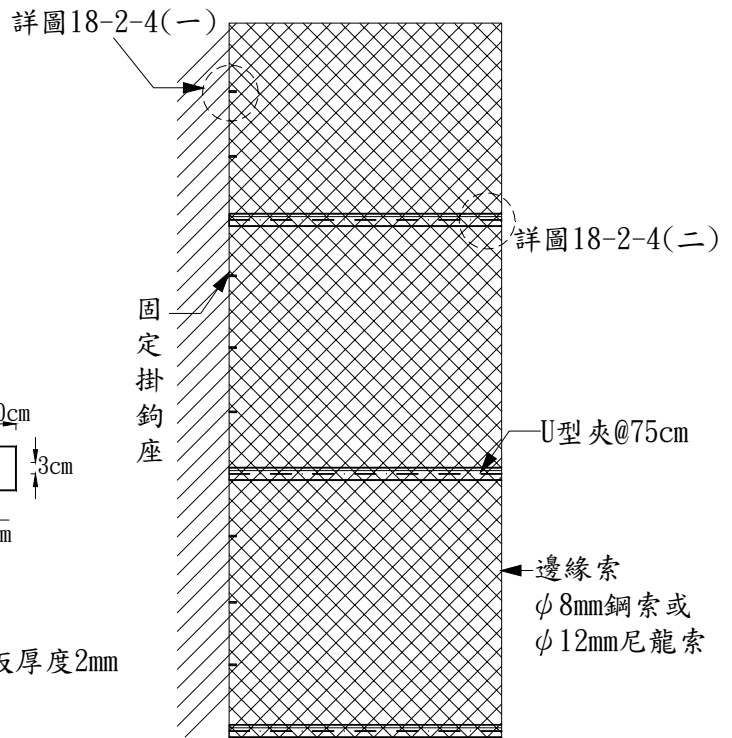 詳圖18-2-4(一)
詳圖18-2-4(二)
固定掛鉤座
0cm
3cm
m
U型夾@75cm
邊緣索
φ8mm鋼索或
φ12mm尼龍索
厚度2mm